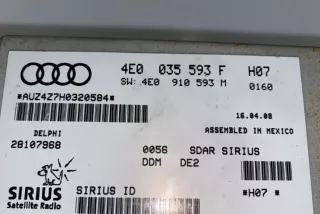 4E0 035 593 F H07
SW: 4E0 910 593 M 0160
*AUZ4Z7H0320584*
16.04.08
DELPHI
ASSEMBLED IN MEXICO
28107968
0056 SDAR SIRIUS
DDM DE2
SIRIUS
Satellite Radio
SIRIUS ID
*H07 *